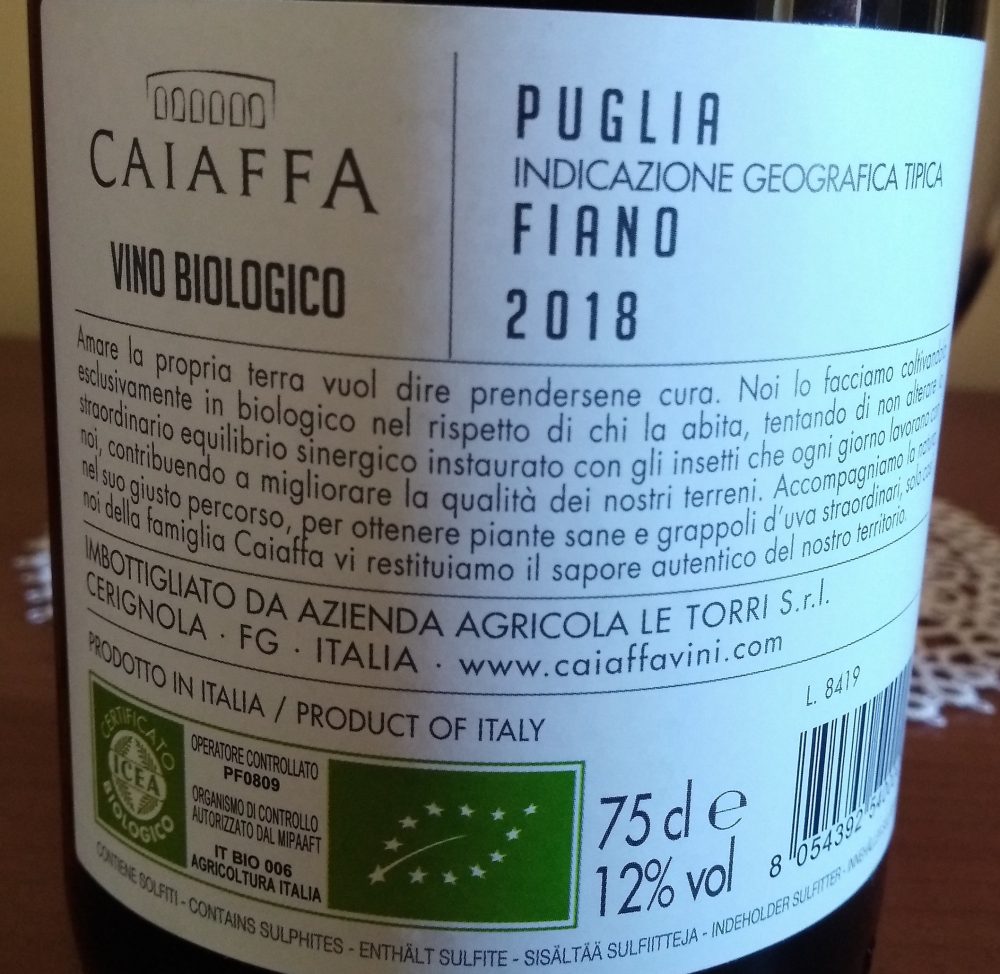 CAIAFFA
VINO BIOLOGICO
PUGLIA
INDICAZIONE GEOGRAFICA TIPICA
FIANO
2018
Amare la propria terra vuol dire prendersene cura. Noi lo facciamo
esclusivamente in biologico nel rispetto di chi la abita, tentando di non alterare
straordinario equilibrio sinergico instaurato con gli insetti che ogni giorno lavorano con
noi, contribuendo a migliorare la qualità dei nostri terreni. Accompagniamo la
nel suo giusto percorso, per ottenere piante sane e grappoli d'uva straordinari, solo
noi della famiglia Caiaffa vi restituiamo il sapore autentico del nostro territorio.
IMBOTTIGLIATO DA AZIENDA AGRICOLA LE TORRI S.r.l.
CERIGNOLA · FG · ITALIA · www.caiaffavini.com
PRODOTTO IN ITALIA / PRODUCT OF ITALY
L. 8419
CERTIFICATO
ICEA
BIOLOGICO
OPERATORE CONTROLLATO
PF0809
ORGANISMO DI CONTROLLO
AUTORIZZATO DAL MIPAAFT
IT BIO 006
AGRICOLTURA ITALIA
75 cl e
12% vol
8 054392
CONTIENE SOLFITI - CONTAINS SULPHITES - ENTHÄLT SULFITE - SISÄLTÄÄ SULFIITTEJA - INDEHOLDER SULFITTER -